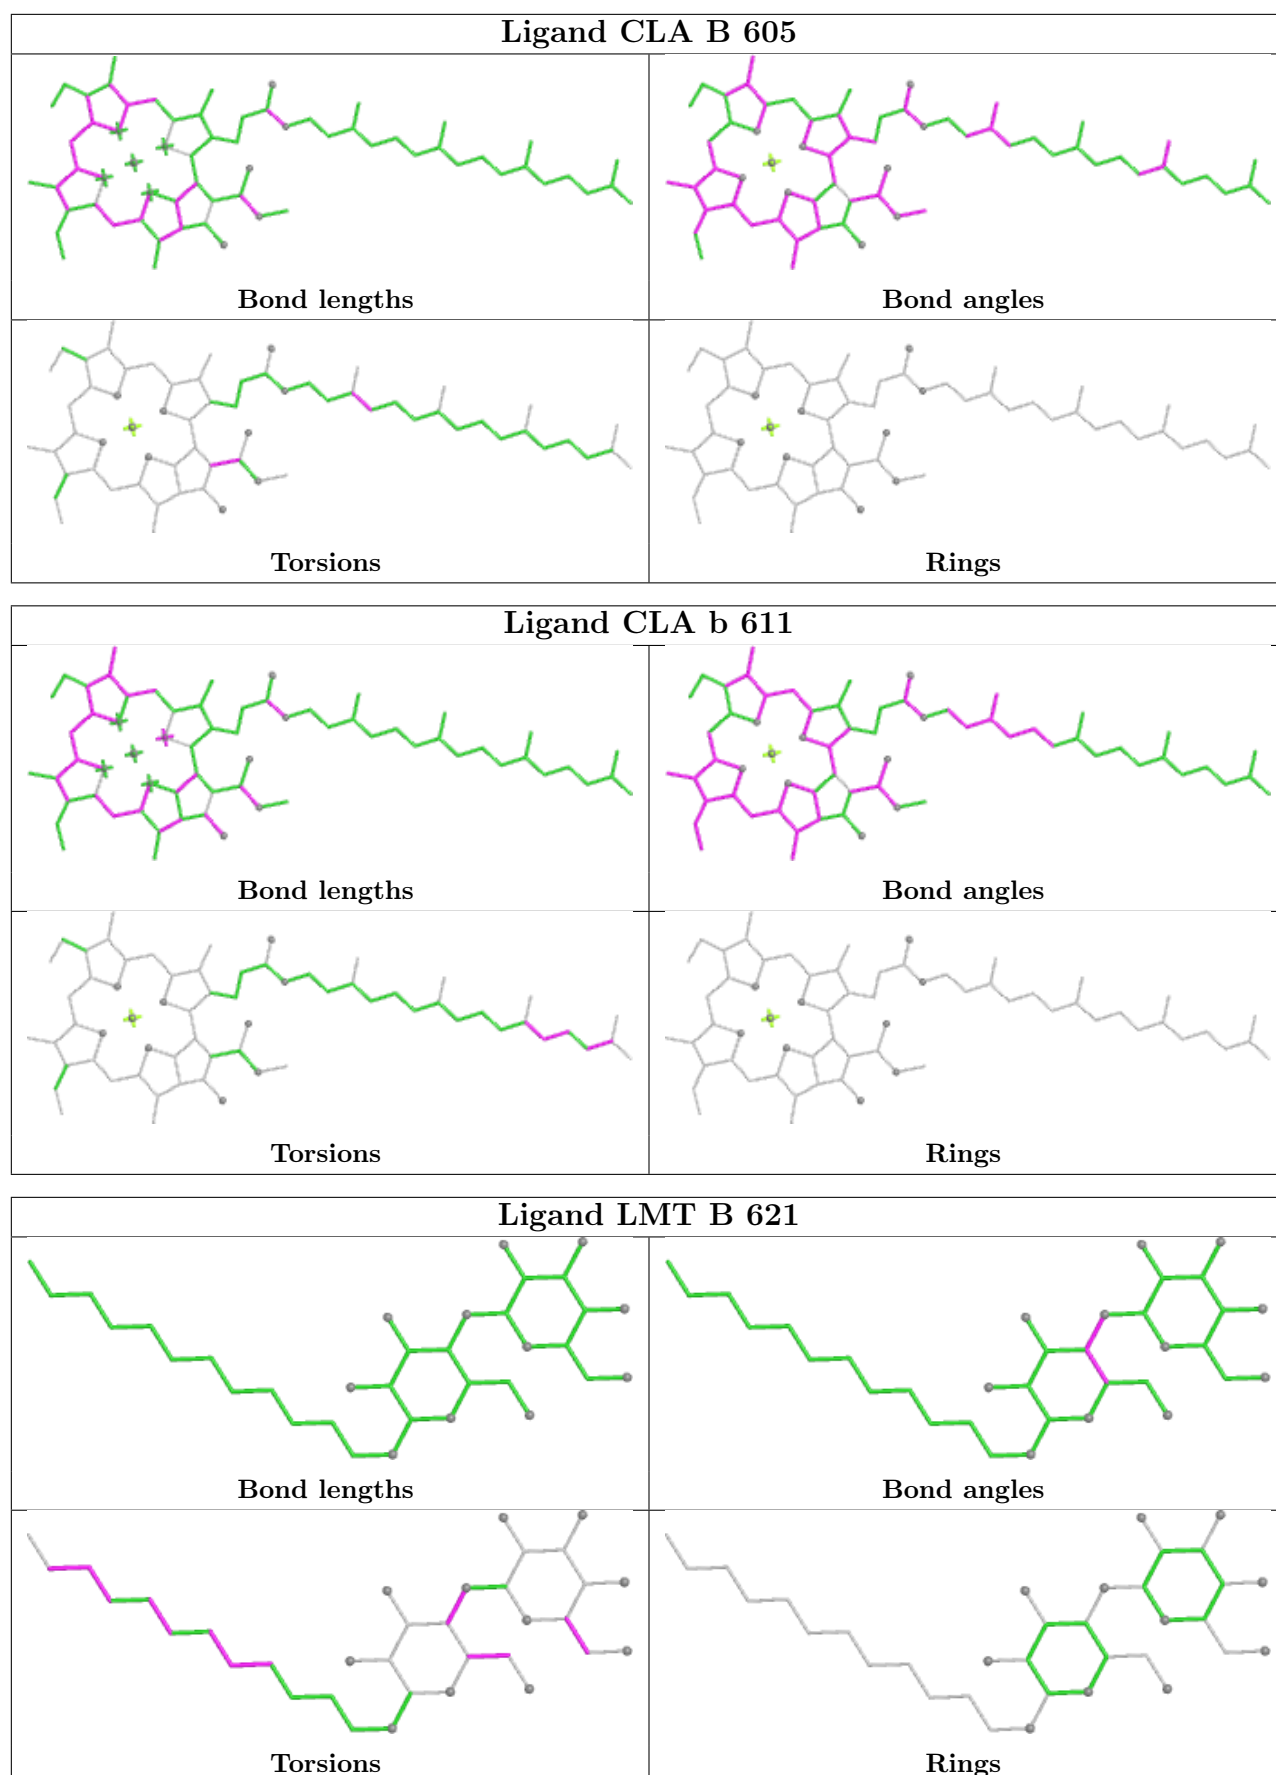 Ligand CLA B 605
Bond lengths
Bond angles
Torsions
Rings
Ligand CLA b 611
Bond lengths
Bond angles
Torsions
Rings
Ligand LMT B 621
Bond lengths
Bond angles
Torsions
Rings